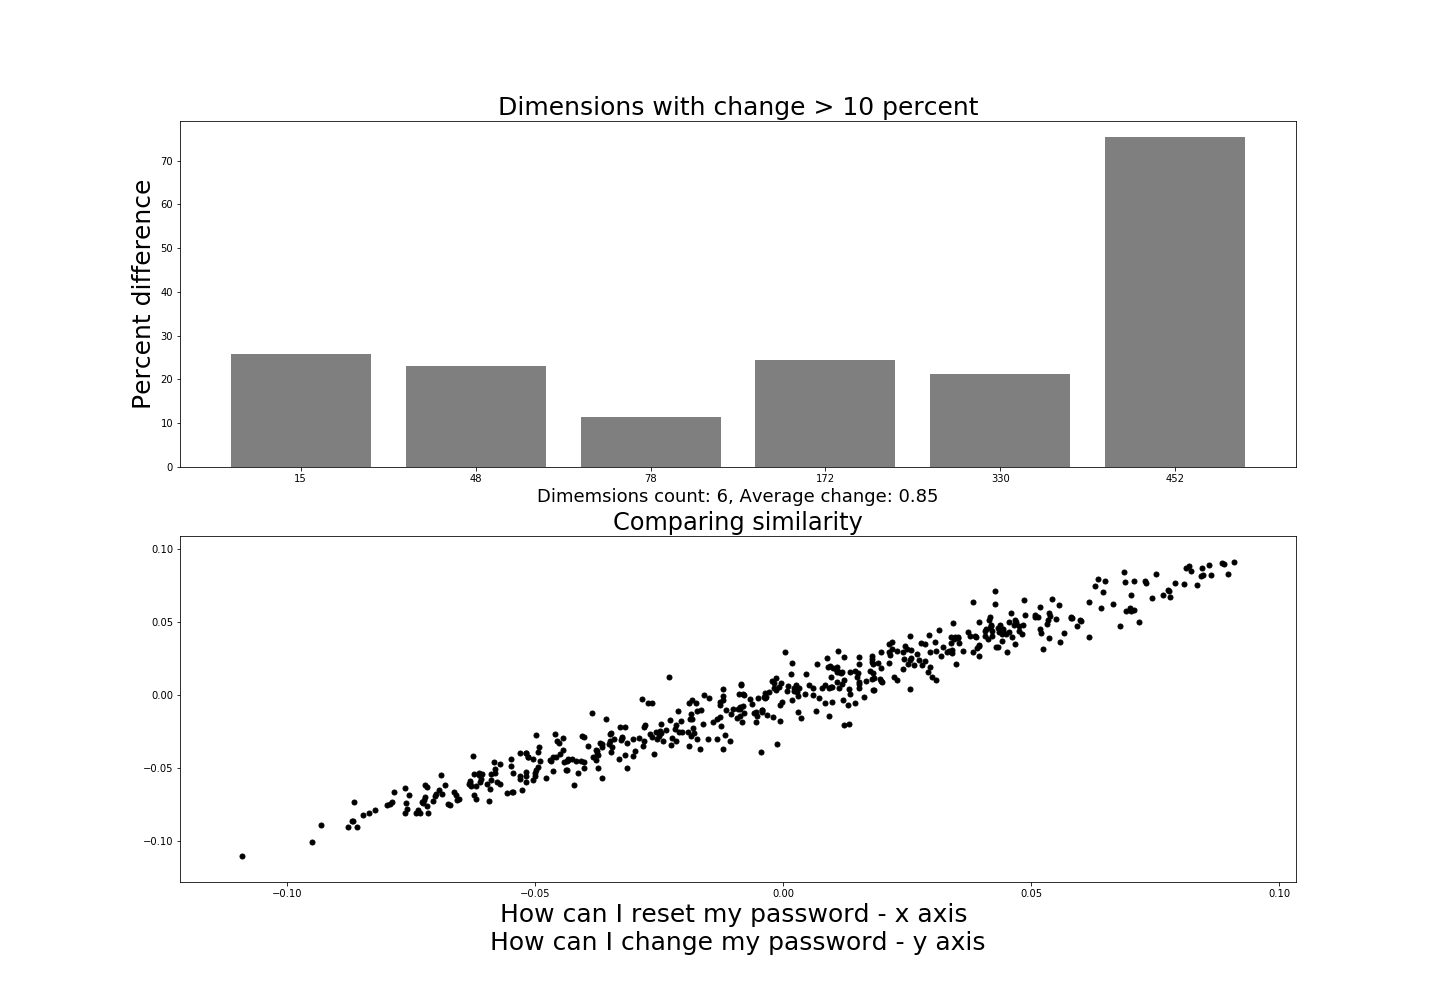 Dimensions with change > 10 percent
Percent difference
70
60
50
40
30
20
10
0
15 48 78 172 330 452
Dimemsions count: 6, Average change: 0.85
Comparing similarity
0.10
0.05
0.00
−0.05
−0.10
−0.10 −0.05 0.00 0.05 0.10
How can I reset my password - x axis
How can I change my password - y axis